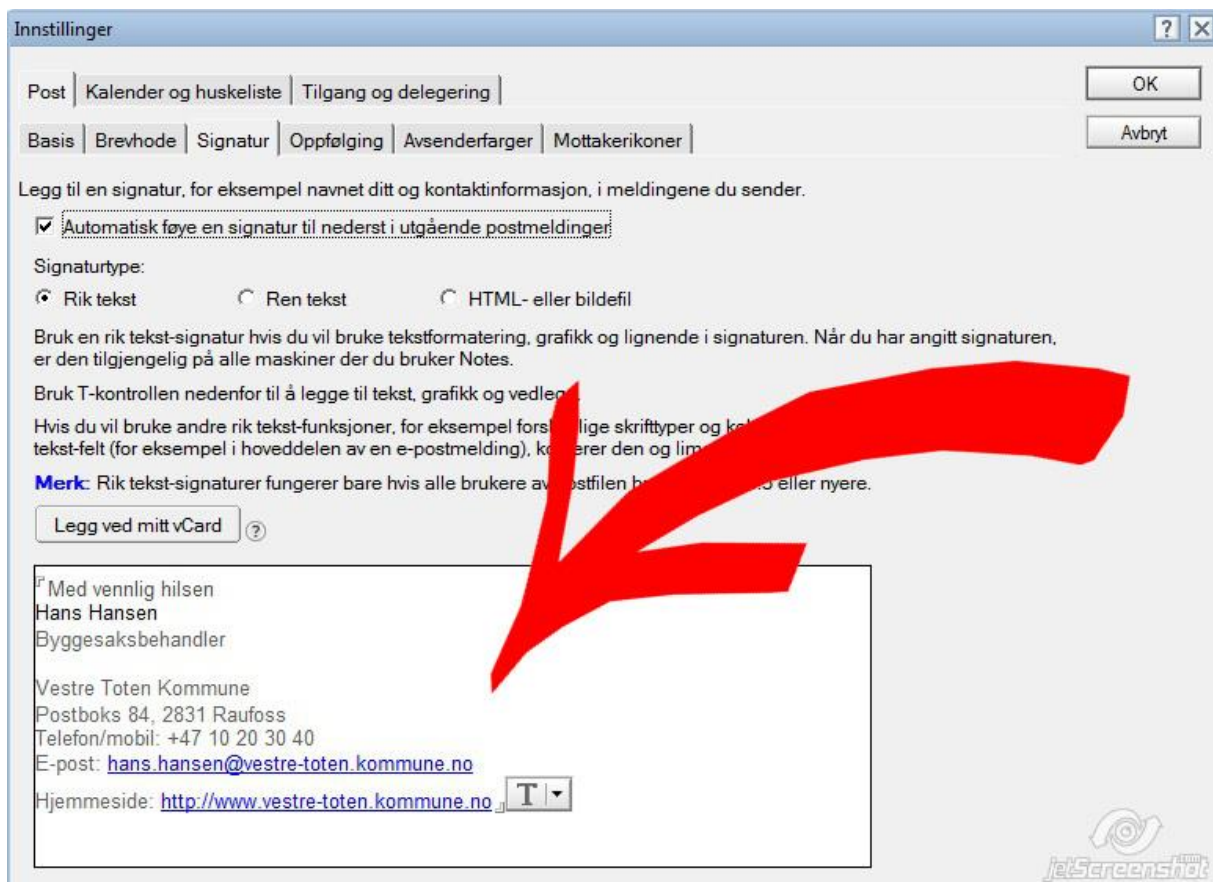 Innstillinger
Post Kalender og huskeliste Tilgang og delegering
OK
Basis Brevhode Signatur Oppfølging Avsenderfarger Mottakerikoner
Avbryt
Legg til en signatur, for eksempel navnet ditt og kontaktinformasjon, i meldingene du sender.
Automatisk føye en signatur til nederst i utgående postmeldinger
Signaturtype:
Rik tekst Ren tekst HTML- eller bildefil
Bruk en rik tekst-signatur hvis du vil bruke tekstformatering, grafikk og lignende i signaturen. Når du har angitt signaturen,
er den tilgjengelig på alle maskiner der du bruker Notes.
Bruk T-kontrollen nedenfor til å legge til tekst, grafikk og
Hvis du vil bruke andre rik tekst-funksjoner, for eksempel skrifttyper og
tekst-felt (for eksempel i hoveddelen av en e-postmelding), den og
Merk: Rik tekst-signaturer fungerer bare hvis alle brukere eller nyere.
Legg ved mitt vCard ?
Med vennlig hilsen
Hans Hansen
Byggesaksbehandler
Vestre Toten Kommune
Postboks 84, 2831 Raufoss
Telefon/mobil: +47 10 20 30 40
E-post: hans.hansen@vestre-toten.kommune.no
Hjemmeside: http://www.vestre-toten.kommune.no T
jetScreenshot